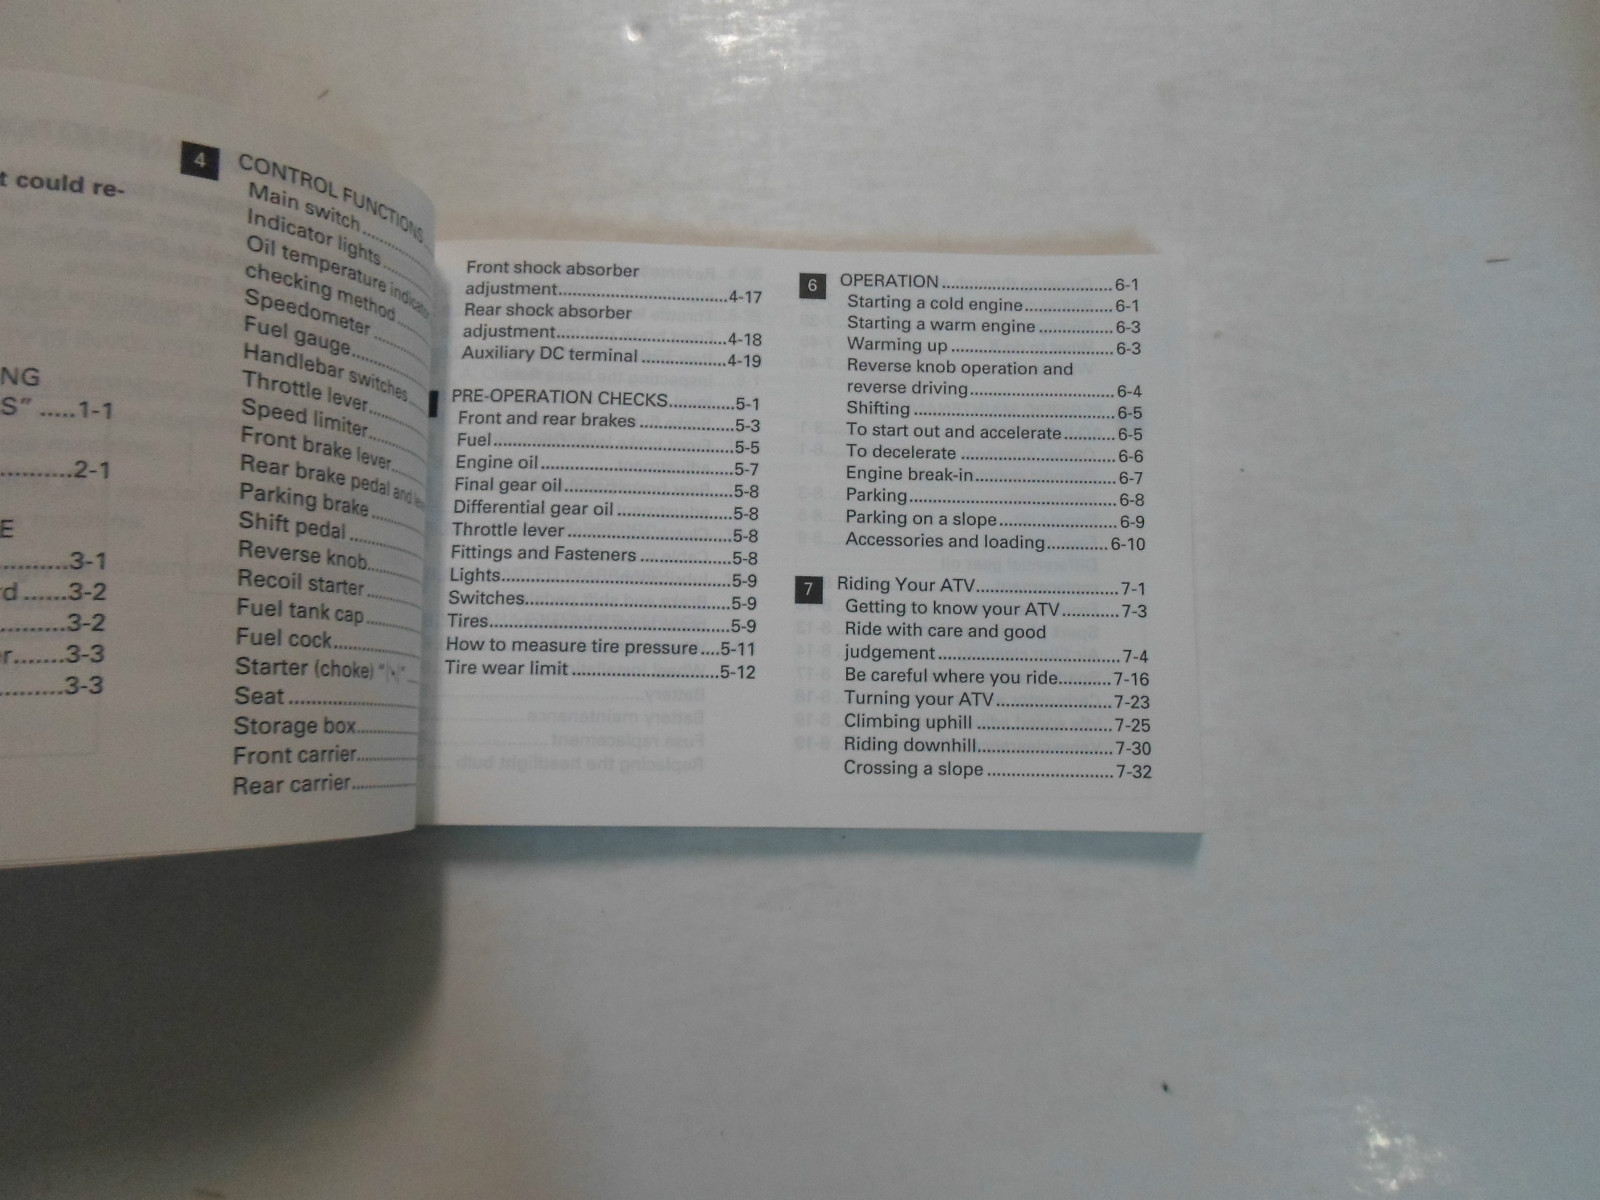 t could re-
NG
S" .....1-1
..........2-1
E
..........3-1
rd ......3-2
..........3-2
r.......3-3
..........3-3
4 CONTROL FUNCTIONS
Main switch
Indicator lights
Oil temperature indicator
checking method
Speedometer
Fuel gauge
Handlebar switches
Throttle lever
Speed limiter
Front brake lever
Rear brake pedal and
Parking brake
Shift pedal
Reverse knob
Recoil starter
Fuel tank cap
Fuel cock
Starter (choke)
Seat
Storage box
Front carrier
Rear carrier
Front shock absorber
adjustment..............................4-17
Rear shock absorber
adjustment..............................4-18
Auxiliary DC terminal ................4-19
PRE-OPERATION CHECKS............5-1
Front and rear brakes .................5-3
Fuel...........................................5-5
Engine oil..................................5-7
Final gear oil..............................5-8
Differential gear oil ....................5-8
Throttle lever .............................5-8
Fittings and Fasteners ................5-8
Lights........................................5-9
Switches....................................5-9
Tires..........................................5-9
How to measure tire pressure ....5-11
Tire wear limit ..........................5-12
6 OPERATION ..............................6-1
Starting a cold engine................6-1
Starting a warm engine .............6-3
Warming up .............................6-3
Reverse knob operation and
reverse driving..........................6-4
Shifting ...................................6-5
To start out and accelerate.........6-5
To decelerate ...........................6-6
Engine break-in.........................6-7
Parking.....................................6-8
Parking on a slope.....................6-9
Accessories and loading...........6-10
7 Riding Your ATV.........................7-1
Getting to know your ATV..........7-3
Ride with care and good
judgement ................................7-4
Be careful where you ride.........7-16
Turning your ATV.....................7-23
Climbing uphill ........................7-25
Riding downhill........................7-30
Crossing a slope ......................7-32